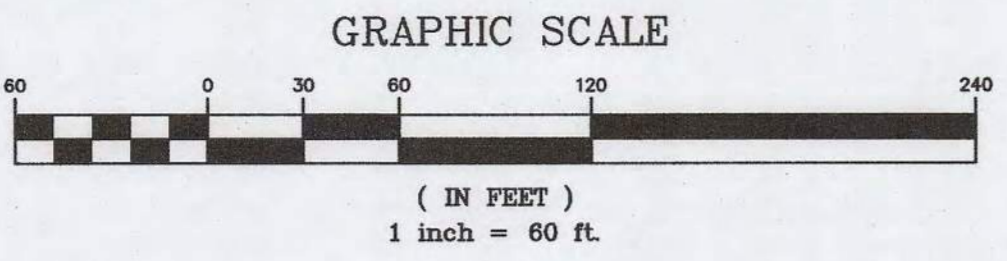 GRAPHIC SCALE
60 0 30 60 120 240
( IN FEET )
1 inch = 60 ft.